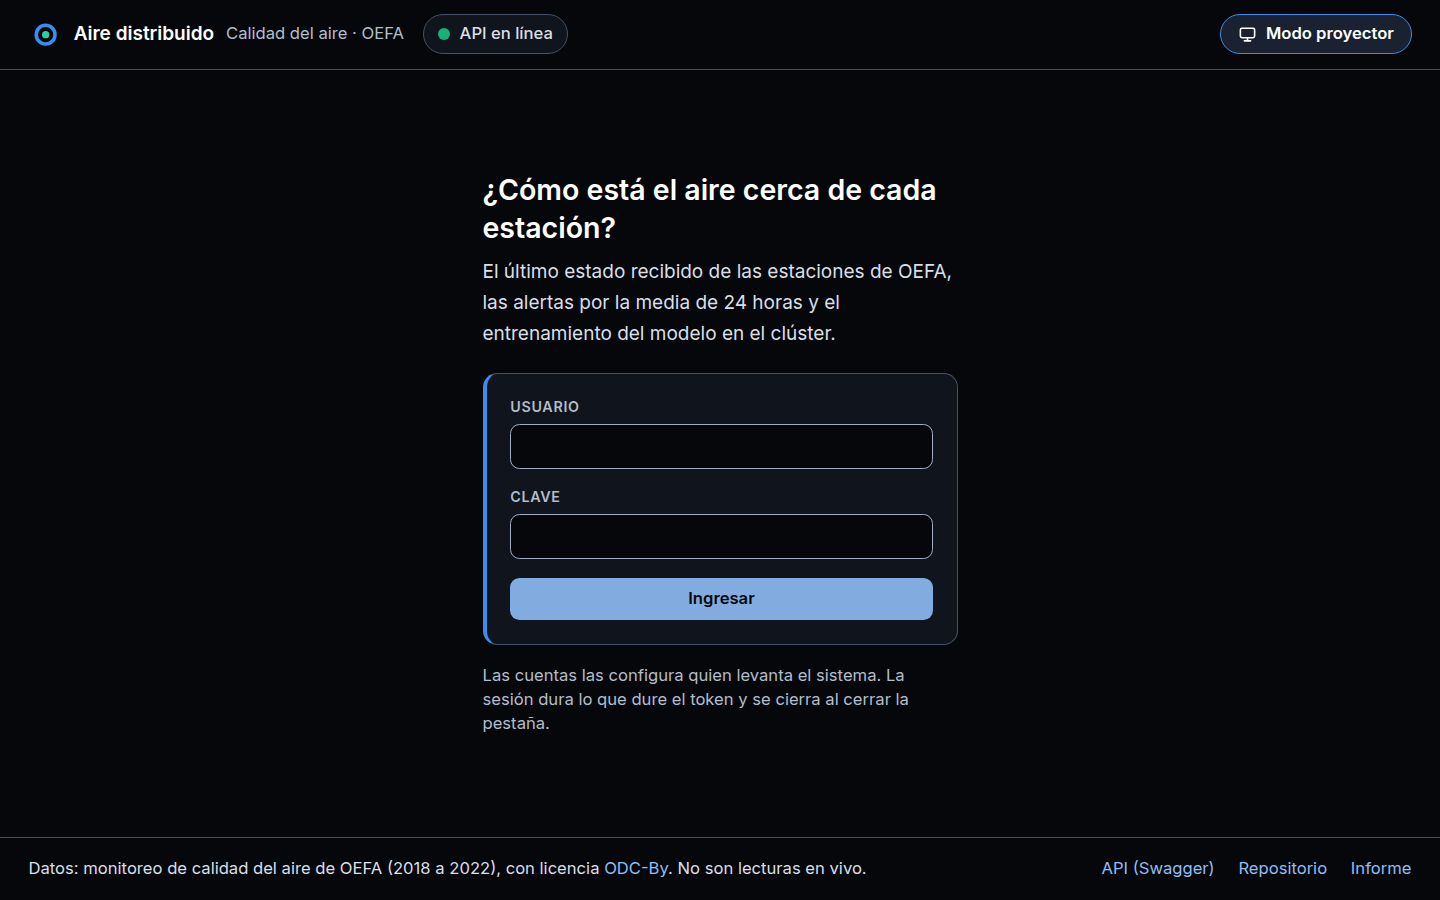 Aire distribuido Calidad del aire · OEFA API en línea Modo proyector
¿Cómo está el aire cerca de cada
estación?
El último estado recibido de las estaciones de OEFA,
las alertas por la media de 24 horas y el
entrenamiento del modelo en el clúster.
USUARIO
CLAVE
Ingresar
Las cuentas las configura quien levanta el sistema. La
sesión dura lo que dure el token y se cierra al cerrar la
pestaña.
Datos: monitoreo de calidad del aire de OEFA (2018 a 2022), con licencia ODC-By. No son lecturas en vivo. API (Swagger) Repositorio Informe